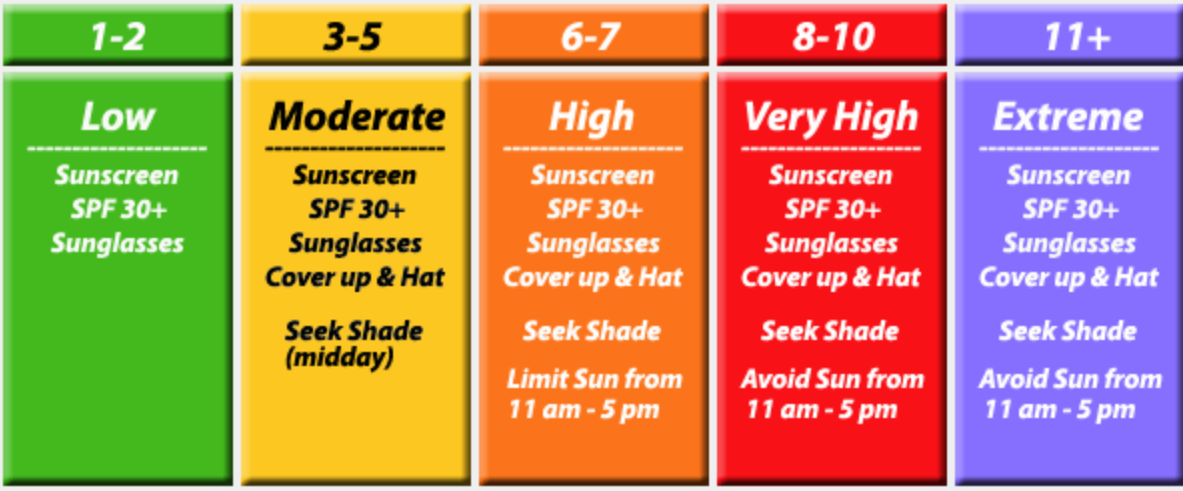 1-2
Low
--------------------
Sunscreen
SPF 30+
Sunglasses
3-5
Moderate
--------------------
Sunscreen
SPF 30+
Sunglasses
Cover up & Hat
Seek Shade
(midday)
6-7
High
--------------------
Sunscreen
SPF 30+
Sunglasses
Cover up & Hat
Seek Shade
Limit Sun from
11 am - 5 pm
8-10
Very High
--------------------
Sunscreen
SPF 30+
Sunglasses
Cover up & Hat
Seek Shade
Avoid Sun from
11 am - 5 pm
11+
Extreme
--------------------
Sunscreen
SPF 30+
Sunglasses
Cover up & Hat
Seek Shade
Avoid Sun from
11 am - 5 pm